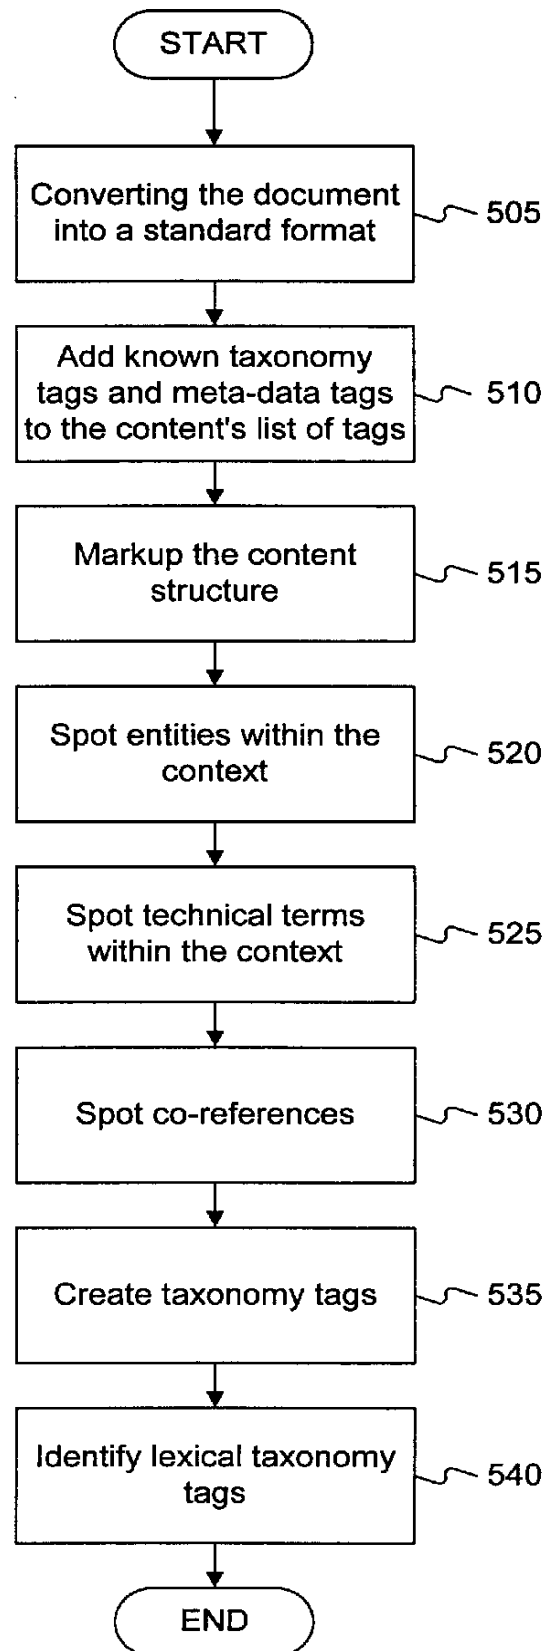 START
Converting the document
into a standard format
505
Add known taxonomy
tags and meta-data tags
to the content's list of tags
510
Markup the content
structure
515
Spot entities within the
context
520
Spot technical terms
within the context
525
Spot co-references
530
Create taxonomy tags
535
Identify lexical taxonomy
tags
540
END